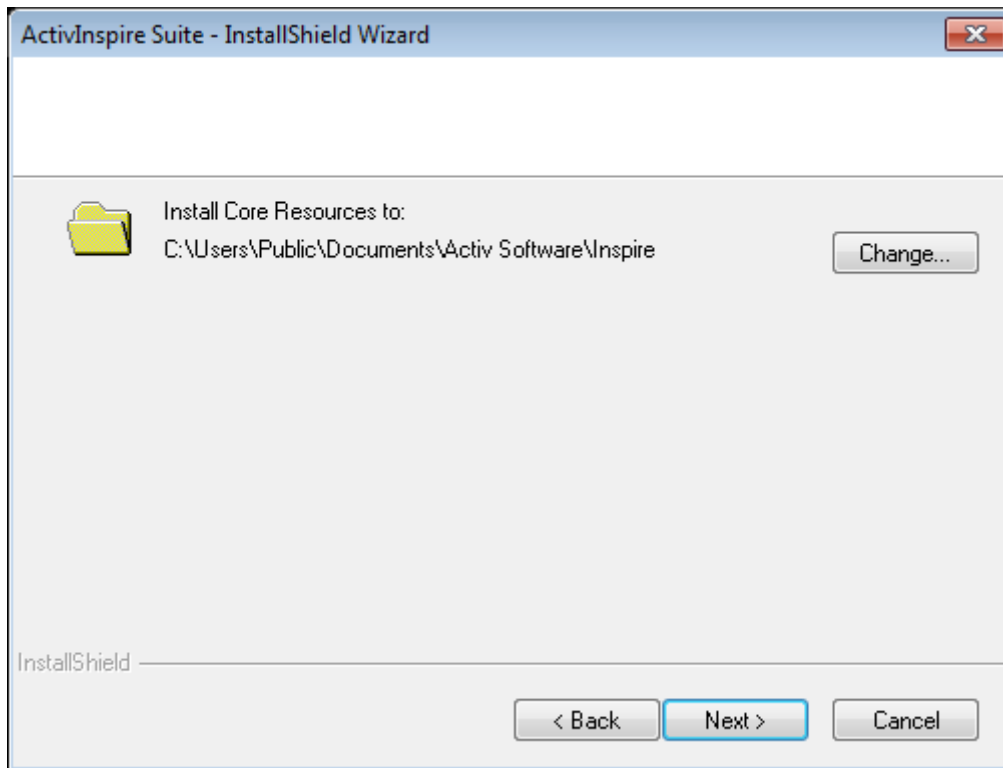 ActivInspire Suite - InstallShield Wizard
Install Core Resources to:
C:\Users\Public\Documents\Activ Software\Inspire
Change...
InstallShield
< Back
Next >
Cancel